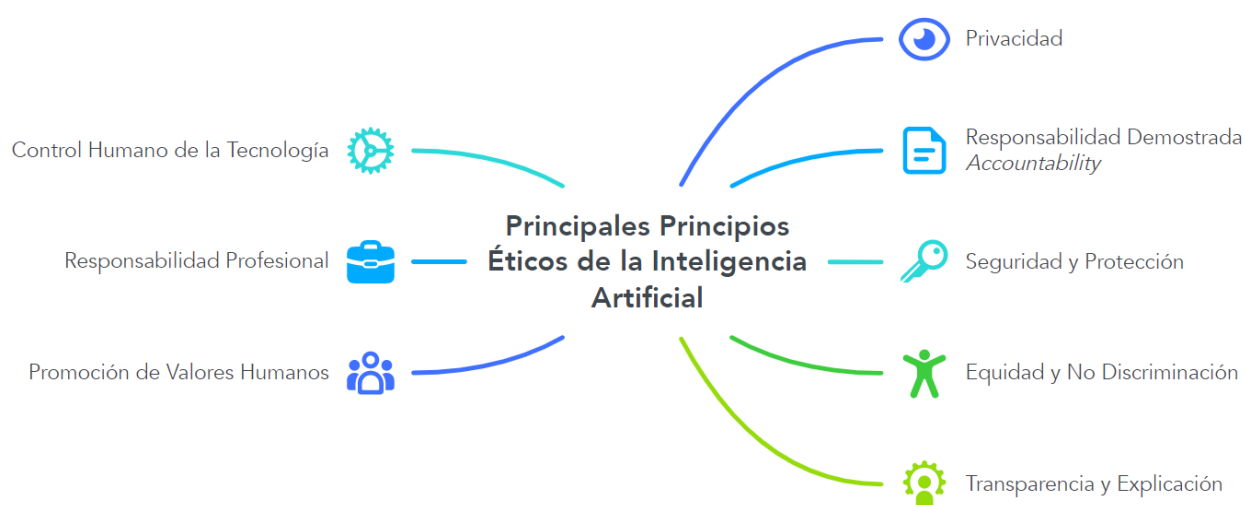 Privacidad
Control Humano de la Tecnología
Responsabilidad Demostrada
Accountability
Principales Principios
Éticos de la Inteligencia
Artificial
Responsabilidad Profesional
Seguridad y Protección
Promoción de Valores Humanos
Equidad y No Discriminación
Transparencia y Explicación